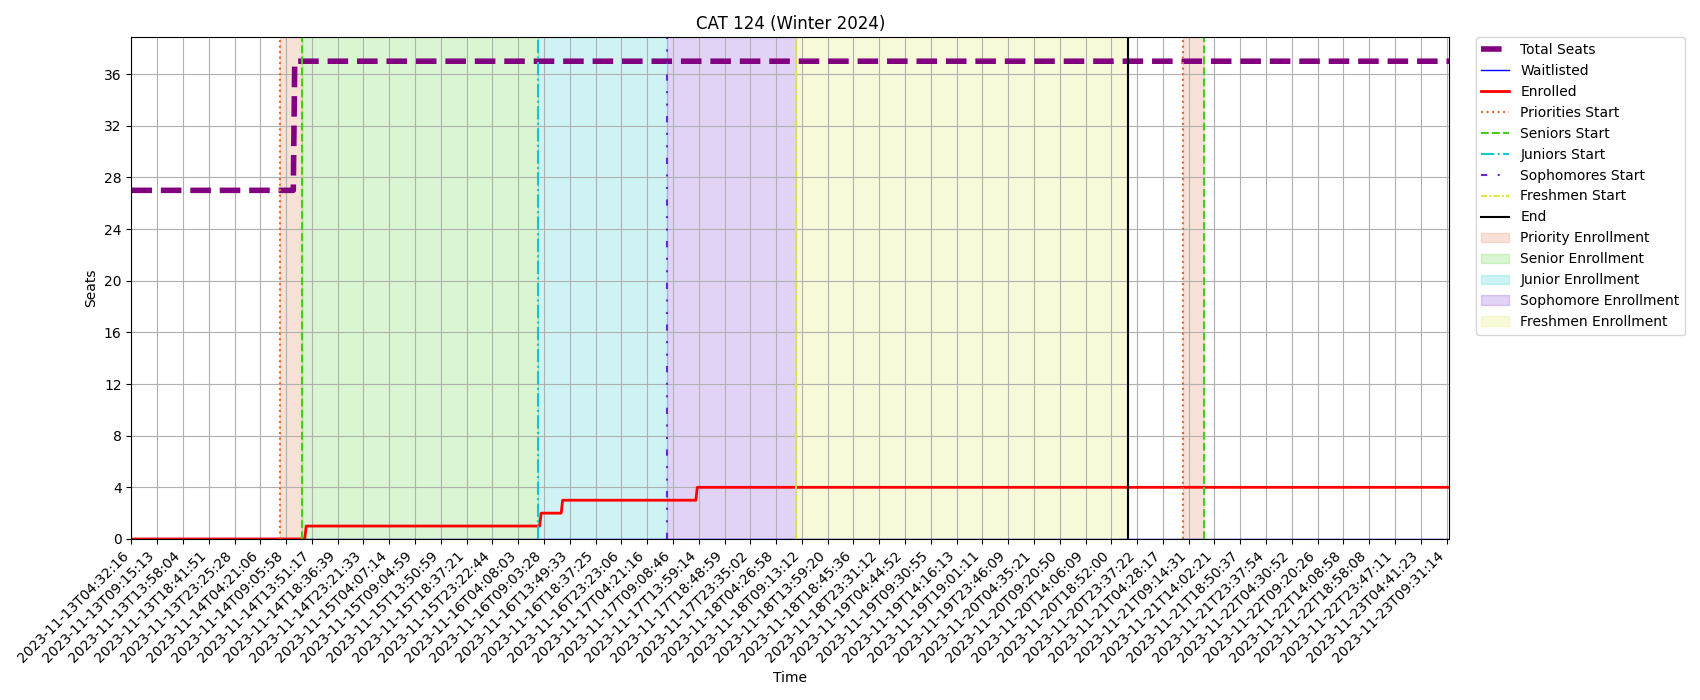 CAT 124 (Winter 2024)
Seats
36
32
28
24
20
16
12
8
4
0
2023-11-13T04:32:16
2023-11-13T09:15:13
2023-11-13T13:58:04
2023-11-13T18:41:51
2023-11-13T23:25:28
2023-11-14T04:21:06
2023-11-14T09:05:58
2023-11-14T13:51:17
2023-11-14T18:36:39
2023-11-14T23:21:33
2023-11-15T04:07:14
2023-11-15T09:04:59
2023-11-15T13:50:59
2023-11-15T18:37:21
2023-11-15T23:22:44
2023-11-16T04:08:03
2023-11-16T09:03:28
2023-11-16T13:49:33
2023-11-16T18:37:25
2023-11-16T23:23:06
2023-11-17T04:21:16
2023-11-17T09:08:46
2023-11-17T13:59:14
2023-11-17T18:48:59
2023-11-17T23:35:02
2023-11-18T04:26:58
2023-11-18T09:13:12
2023-11-18T13:59:20
2023-11-18T18:45:36
2023-11-18T23:31:12
2023-11-19T04:44:52
2023-11-19T09:30:55
2023-11-19T14:16:13
2023-11-19T19:01:11
2023-11-19T23:46:09
2023-11-20T04:35:21
2023-11-20T09:20:50
2023-11-20T14:06:09
2023-11-20T18:52:00
2023-11-20T23:37:22
2023-11-21T04:28:17
2023-11-21T09:14:31
2023-11-21T14:02:21
2023-11-21T18:50:37
2023-11-21T23:37:54
2023-11-22T04:30:52
2023-11-22T09:20:26
2023-11-22T14:08:58
2023-11-22T18:58:08
2023-11-22T23:47:11
2023-11-23T04:41:23
2023-11-23T09:31:14
Time
Total Seats
Waitlisted
Enrolled
Priorities Start
Seniors Start
Juniors Start
Sophomores Start
Freshmen Start
End
Priority Enrollment
Senior Enrollment
Junior Enrollment
Sophomore Enrollment
Freshmen Enrollment